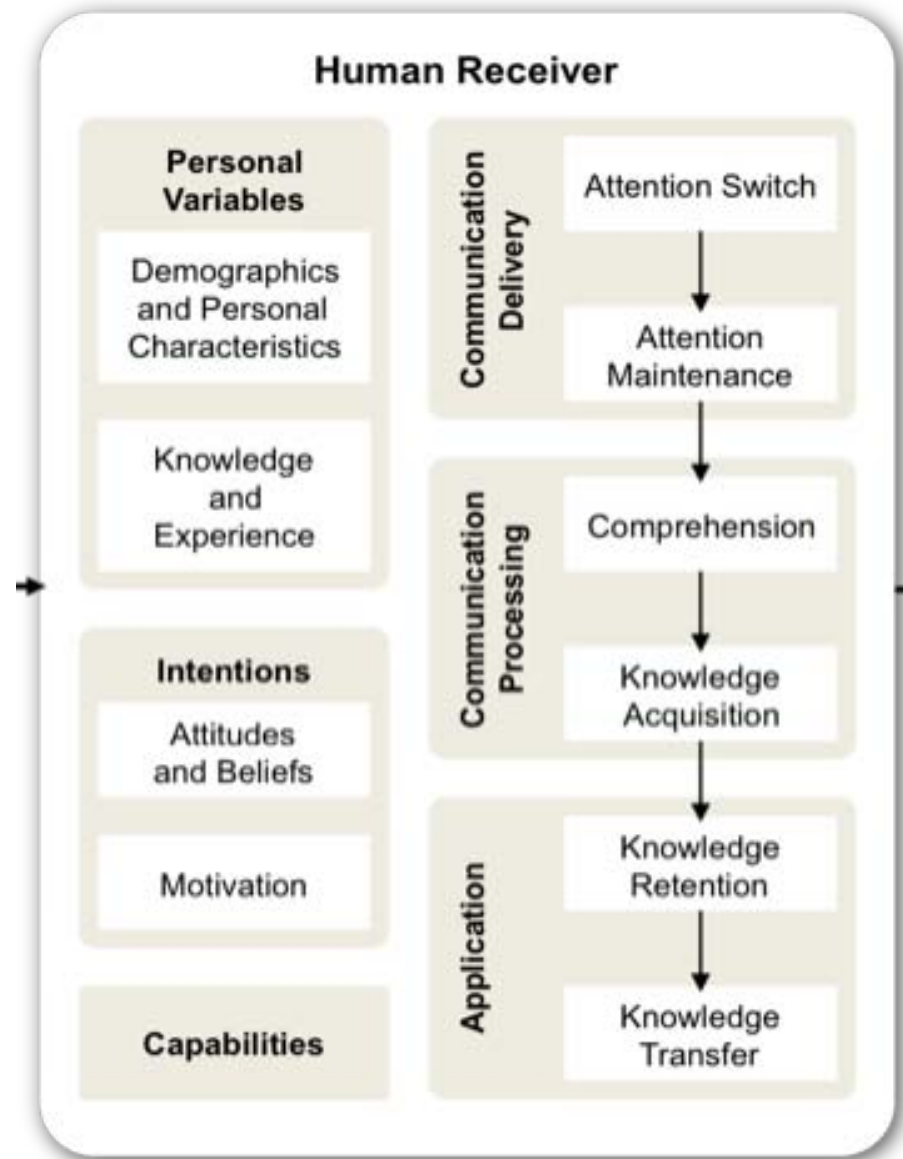 Human Receiver
Personal
Variables
Demographics
and Personal
Characteristics
Knowledge
and
Experience
Intentions
Attitudes
and Beliefs
Motivation
Capabilities
Communication
Delivery
Attention Switch
Attention
Maintenance
Communication
Processing
Comprehension
Knowledge
Acquisition
Application
Knowledge
Retention
Knowledge
Transfer